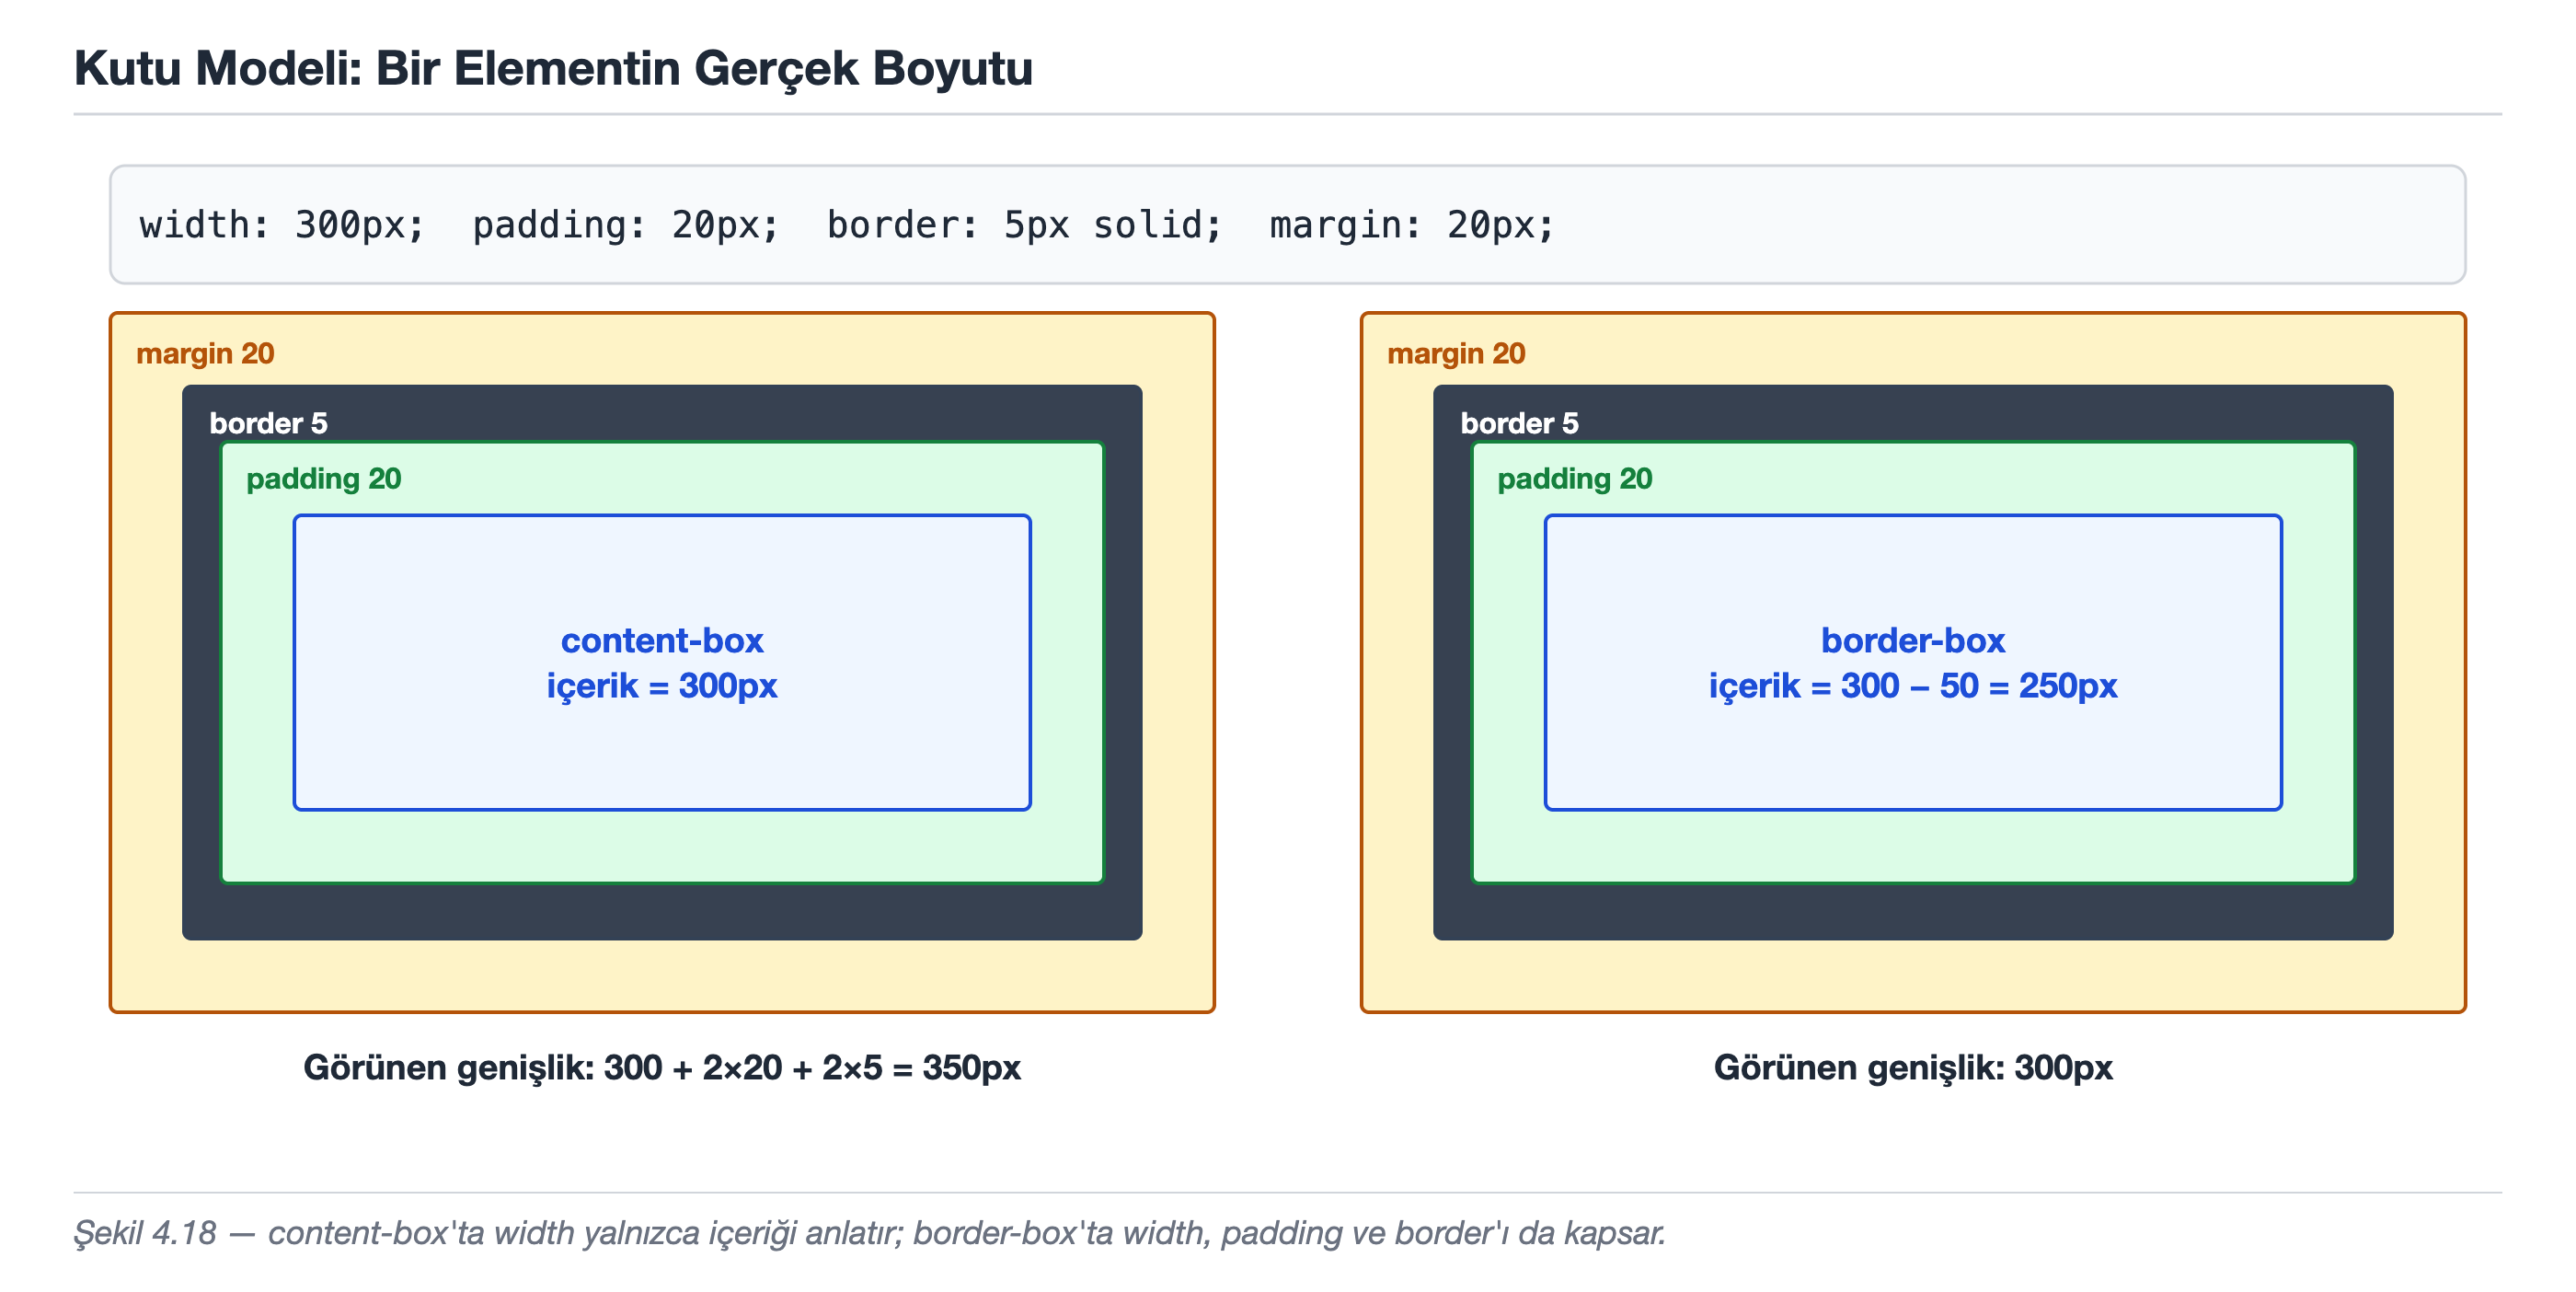 Kutu Modeli: Bir Elementin Gerçek Boyutu
width: 300px;  padding: 20px;  border: 5px solid;  margin: 20px;
margin 20
border 5
padding 20
content-box
içerik = 300px
Görünen genişlik: 300 + 2×20 + 2×5 = 350px
margin 20
border 5
padding 20
border-box
içerik = 300 – 50 = 250px
Görünen genişlik: 300px
Şekil 4.18 — content-box'ta width yalnızca içeriği anlatır; border-box'ta width, padding ve border'ı da kapsar.